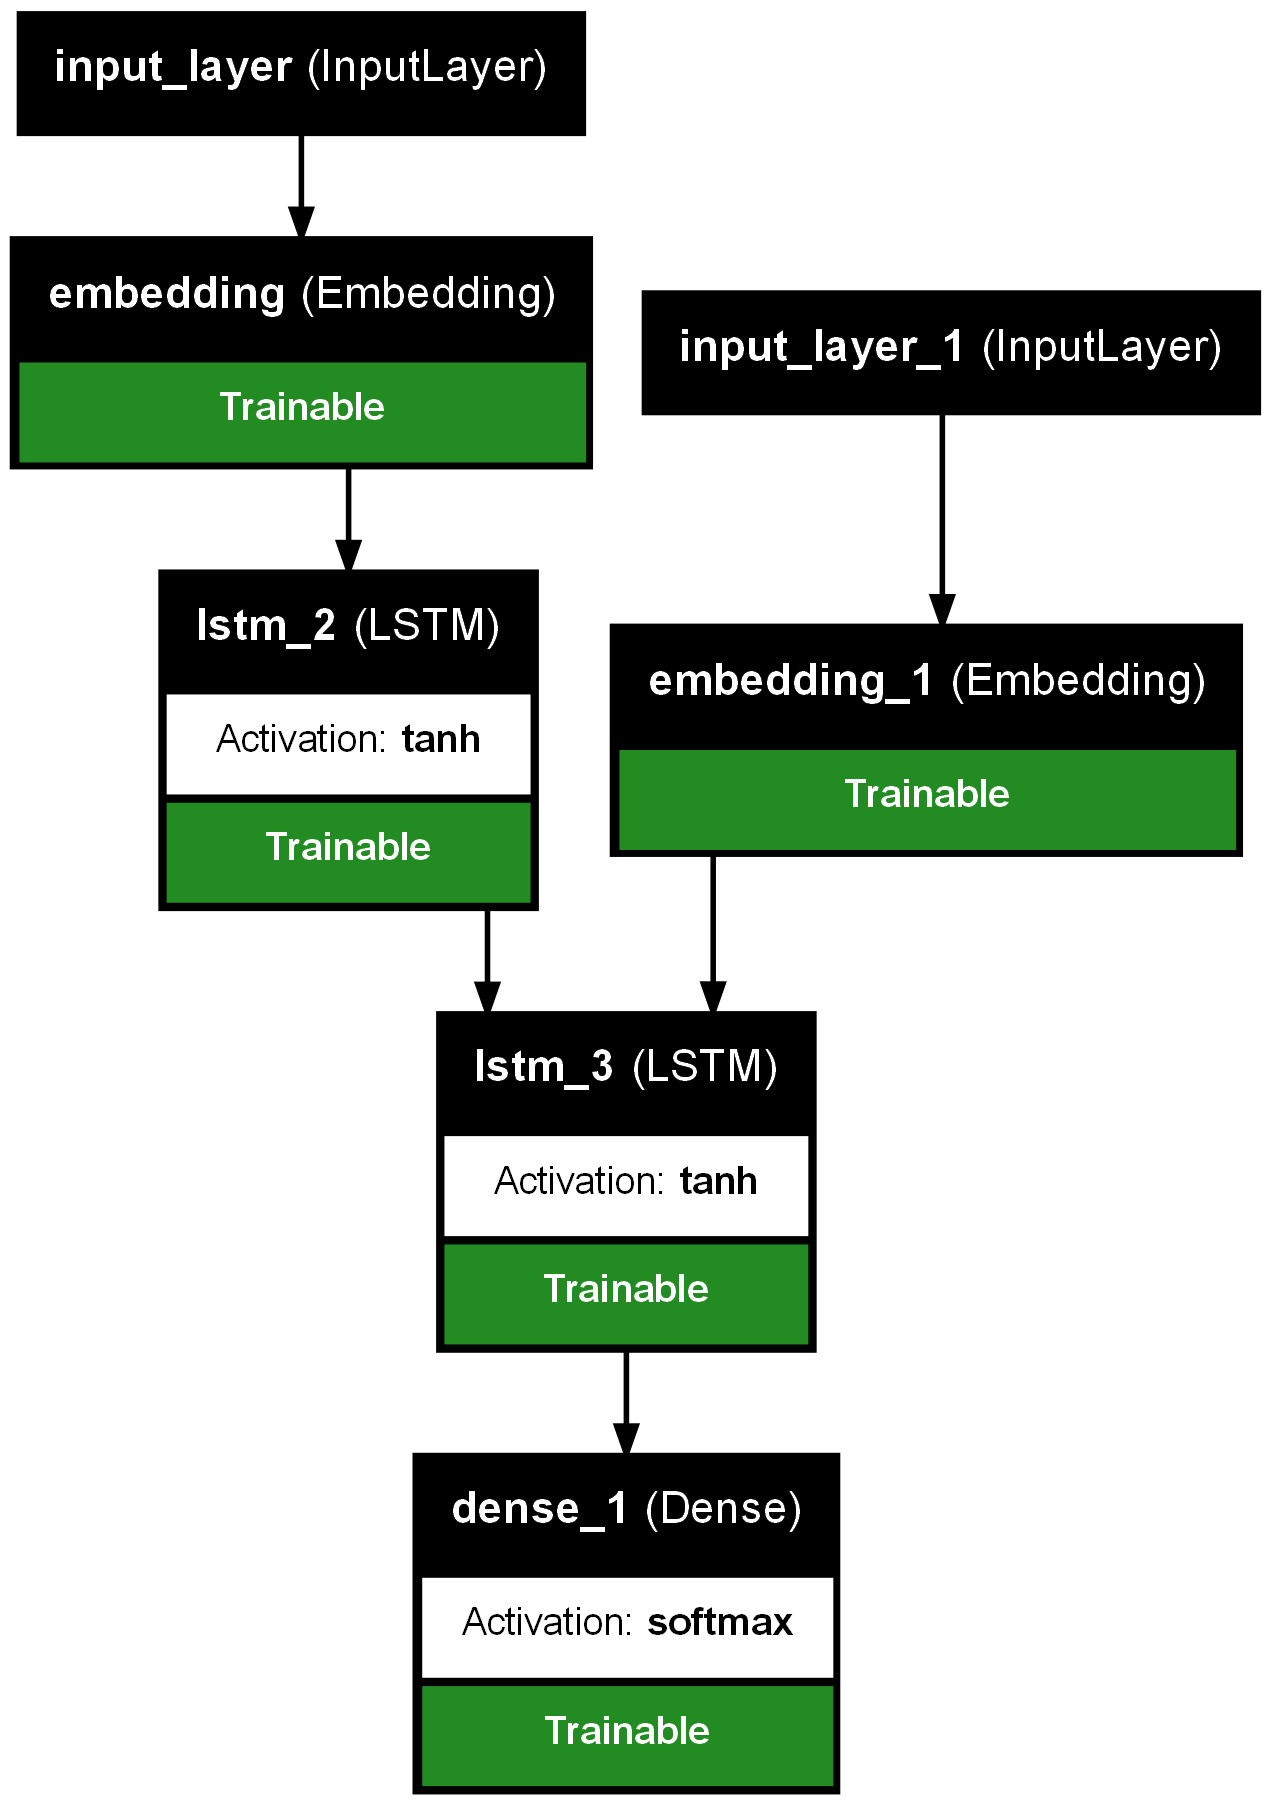 input_layer (InputLayer)
embedding (Embedding)
Trainable
input_layer_1 (InputLayer)
lstm_2 (LSTM)
Activation: tanh
Trainable
embedding_1 (Embedding)
Trainable
lstm_3 (LSTM)
Activation: tanh
Trainable
dense_1 (Dense)
Activation: softmax
Trainable